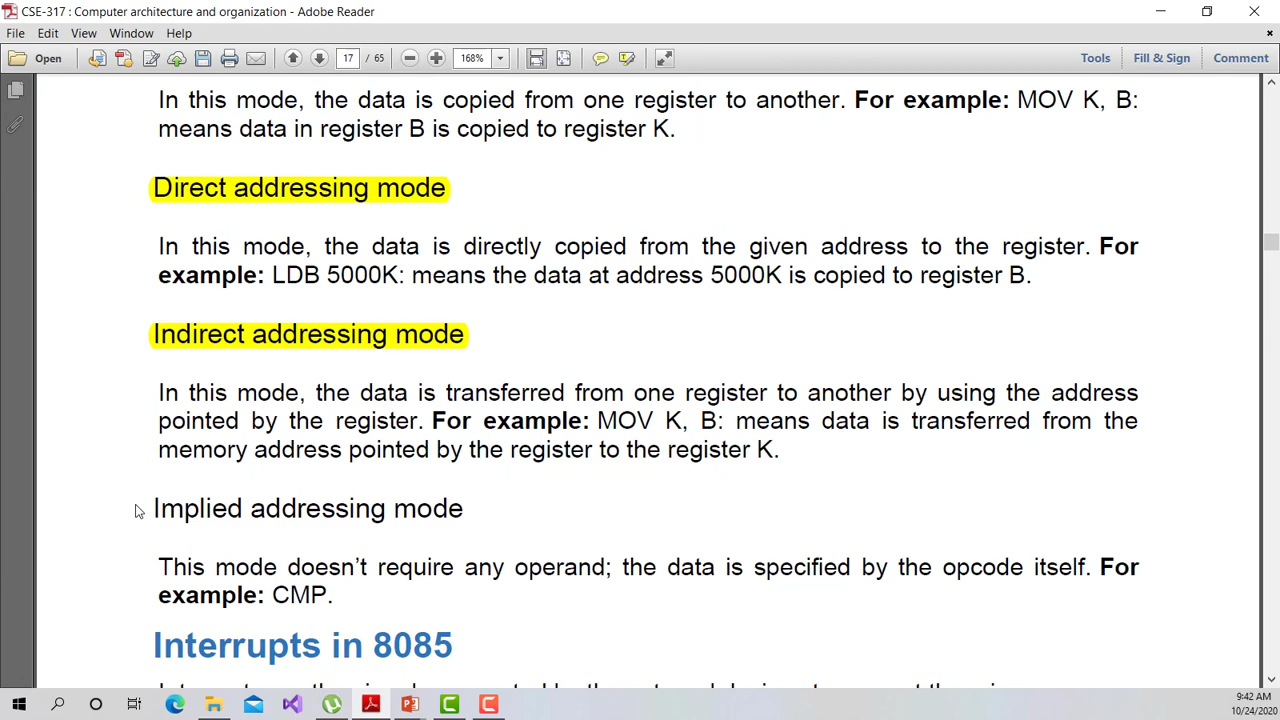 CSE-317 : Computer architecture and organization - Adobe Reader
File Edit View Window Help
Open 17 / 65 168% Tools Fill & Sign Comment
In this mode, the data is copied from one register to another. For example: MOV K, B:
means data in register B is copied to register K.
Direct addressing mode
In this mode, the data is directly copied from the given address to the register. For
example: LDB 5000K: means the data at address 5000K is copied to register B.
Indirect addressing mode
In this mode, the data is transferred from one register to another by using the address
pointed by the register. For example: MOV K, B: means data is transferred from the
memory address pointed by the register to the register K.
Implied addressing mode
This mode doesn't require any operand; the data is specified by the opcode itself. For
example: CMP.
Interrupts in 8085
9:42 AM
10/24/2020